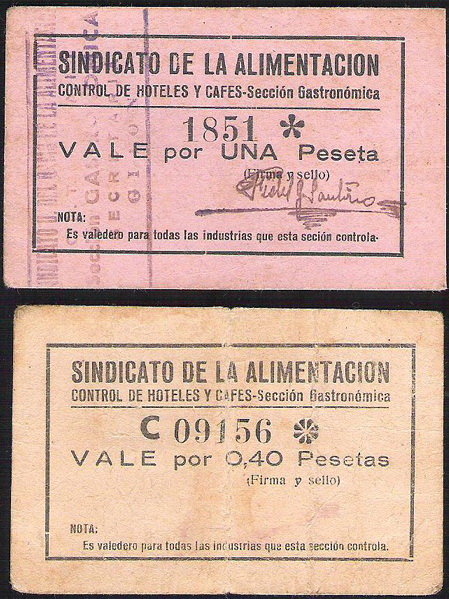 SINDICATO DE LA ALIMENTACION
CONTROL DE HOTELES Y CAFES-Sección Gastronómica
1851 *
VALE por UNA Peseta
(Firma y sello)
NOTA:
Es valedero para todas las industrias que esta seción controla.
SINDICATO DE LA ALIMENTACION
CONTROL DE HOTELES Y CAFES-Sección Gastronómica
C 09156
VALE por 0,40 Pesetas
(Firma y sello)
NOTA:
Es valedero para todas las industrias que esta sección controla.